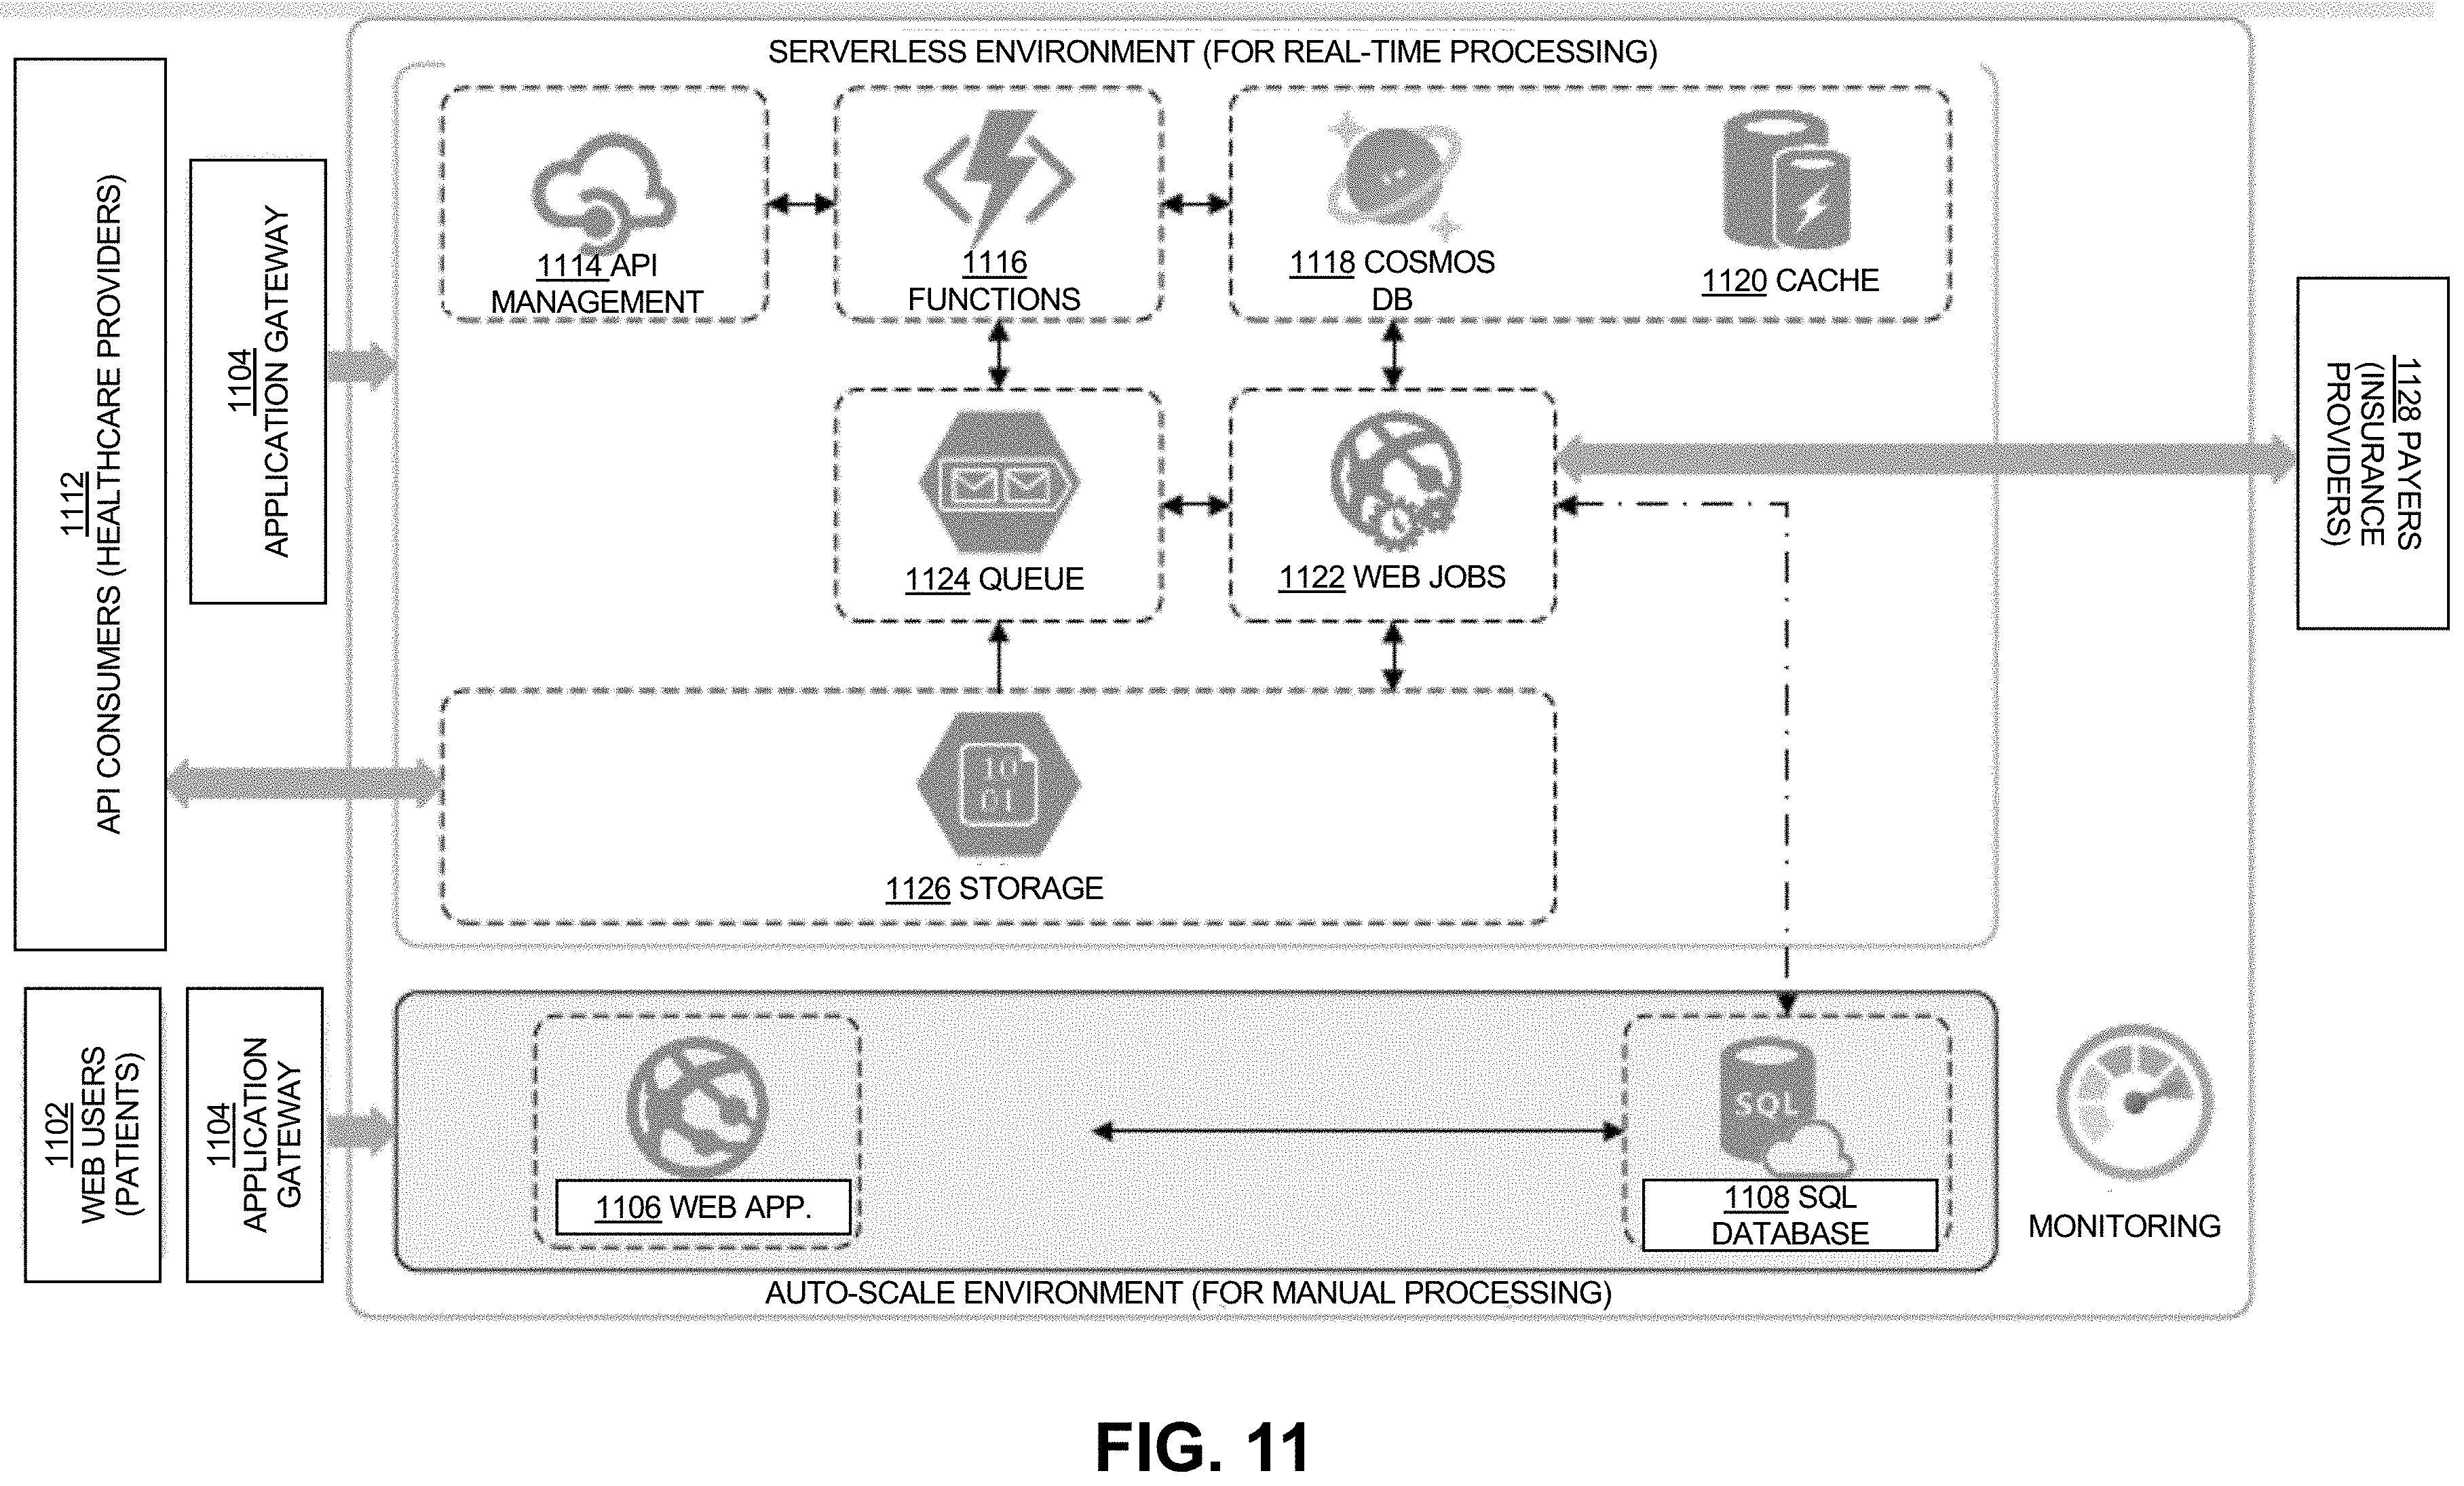 SERVERLESS ENVIRONMENT (FOR REAL-TIME PROCESSING)
1112
API CONSUMERS (HEALTHCARE PROVIDERS)
1104
APPLICATION GATEWAY
1114 API
MANAGEMENT
1116
FUNCTIONS
1118 COSMOS
DB
1120 CACHE
1128 PAYERS
(INSURANCE
PROVIDERS)
1124 QUEUE
1122 WEB JOBS
10
01
1126 STORAGE
1102
WEB USERS
(PATIENTS)
1104
APPLICATION
GATEWAY
1106 WEB APP.
SQL
1108 SQL
DATABASE
MONITORING
AUTO-SCALE ENVIRONMENT (FOR MANUAL PROCESSING)
FIG. 11